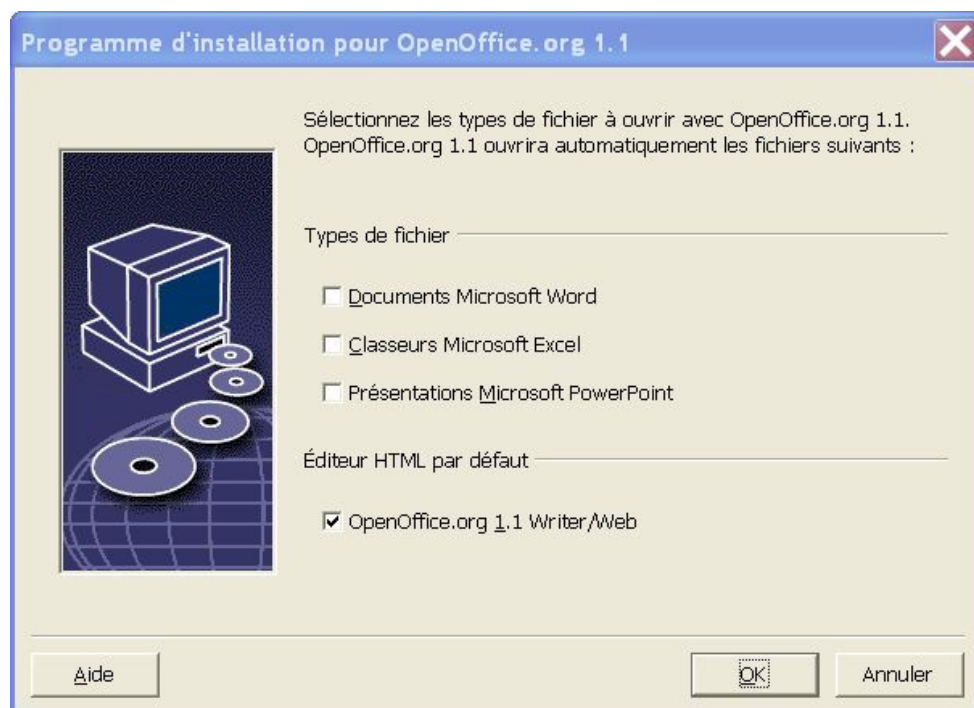 Programme d'installation pour OpenOffice.org 1.1
Sélectionnez les types de fichier à ouvrir avec OpenOffice.org 1.1.
OpenOffice.org 1.1 ouvrira automatiquement les fichiers suivants :
Types de fichier
Documents Microsoft Word
Classeurs Microsoft Excel
Présentations Microsoft PowerPoint
Éditeur HTML par défaut
OpenOffice.org 1.1 Writer/Web
Aide
OK
Annuler